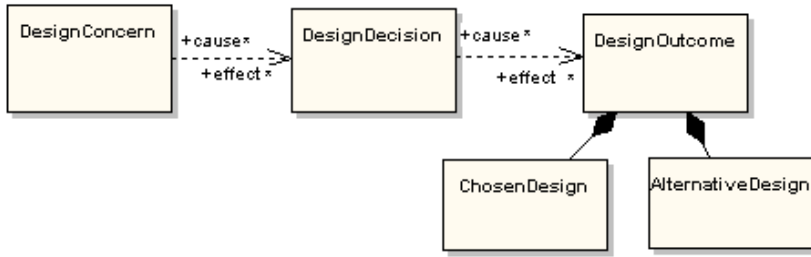 DesignConcern
+cause*
+effect*
DesignDecision
+cause*
+effect *
DesignOutcome
ChosenDesign
AlternativeDesign